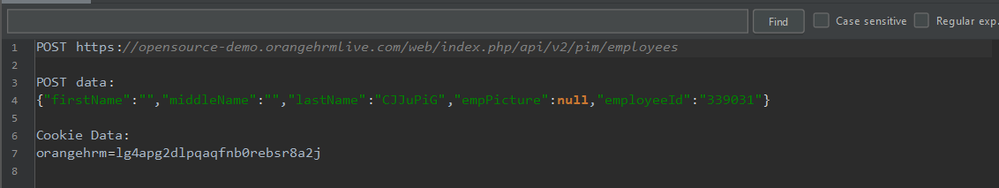 Find
Case sensitive
Regular exp.
1 POST https://opensource-demo.orangehrmlive.com/web/index.php/api/v2/pim/employees
2
3 POST data:
4 {"firstName":"","middleName":"","lastName":"CJJuPiG","empPicture":null,"employeeId":"339031"}
5
6 Cookie Data:
7 orangehrm=lg4apg2dlpqaqfnb0rebsr8a2j
8